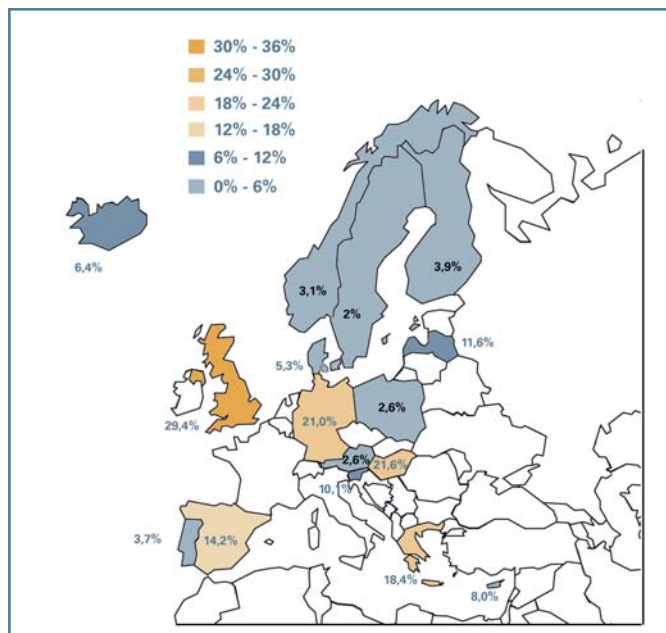 30% - 36%
24% - 30%
18% - 24%
12% - 18%
6% - 12%
0% - 6%
6,4%
3,1%
2%
3,9%
11,6%
5,3%
29,4%
21,0%
2,6%
2,6%
21,6%
10,1%
3,7%
14,2%
18,4%
8,0%